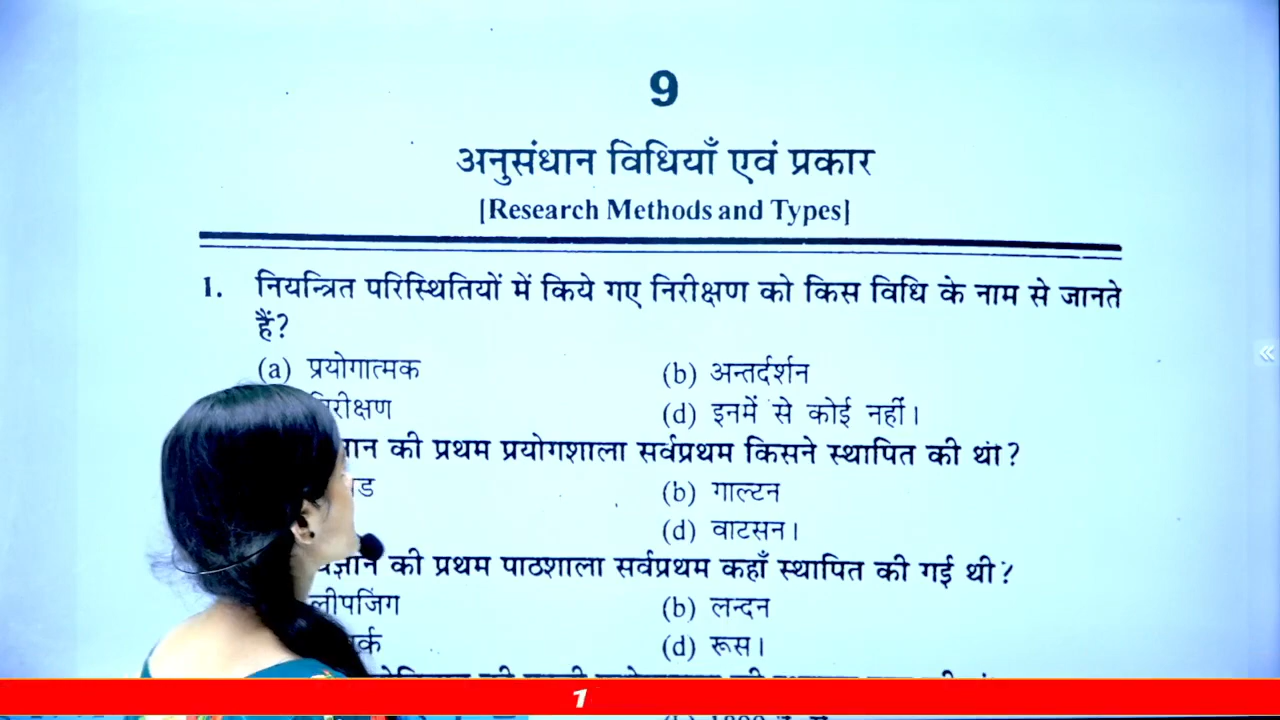 9
अनुसंधान विधियाँ एवं प्रकार
[Research Methods and Types]
1. नियन्त्रित परिस्थितियों में किये गए निरीक्षण को किस विधि के नाम से जानते
हैं?
(a) प्रयोगात्मक (b) अन्तर्दर्शन
(d) इनमें से कोई नहीं।
की प्रथम प्रयोगशाला सर्वप्रथम किसने स्थापित की थी?
(b) गाल्टन
(d) वाटसन।
की प्रथम पाठशाला सर्वप्रथम कहाँ स्थापित की गई थी?
लीपजिंग (b) लन्दन
(d) रूस।
1